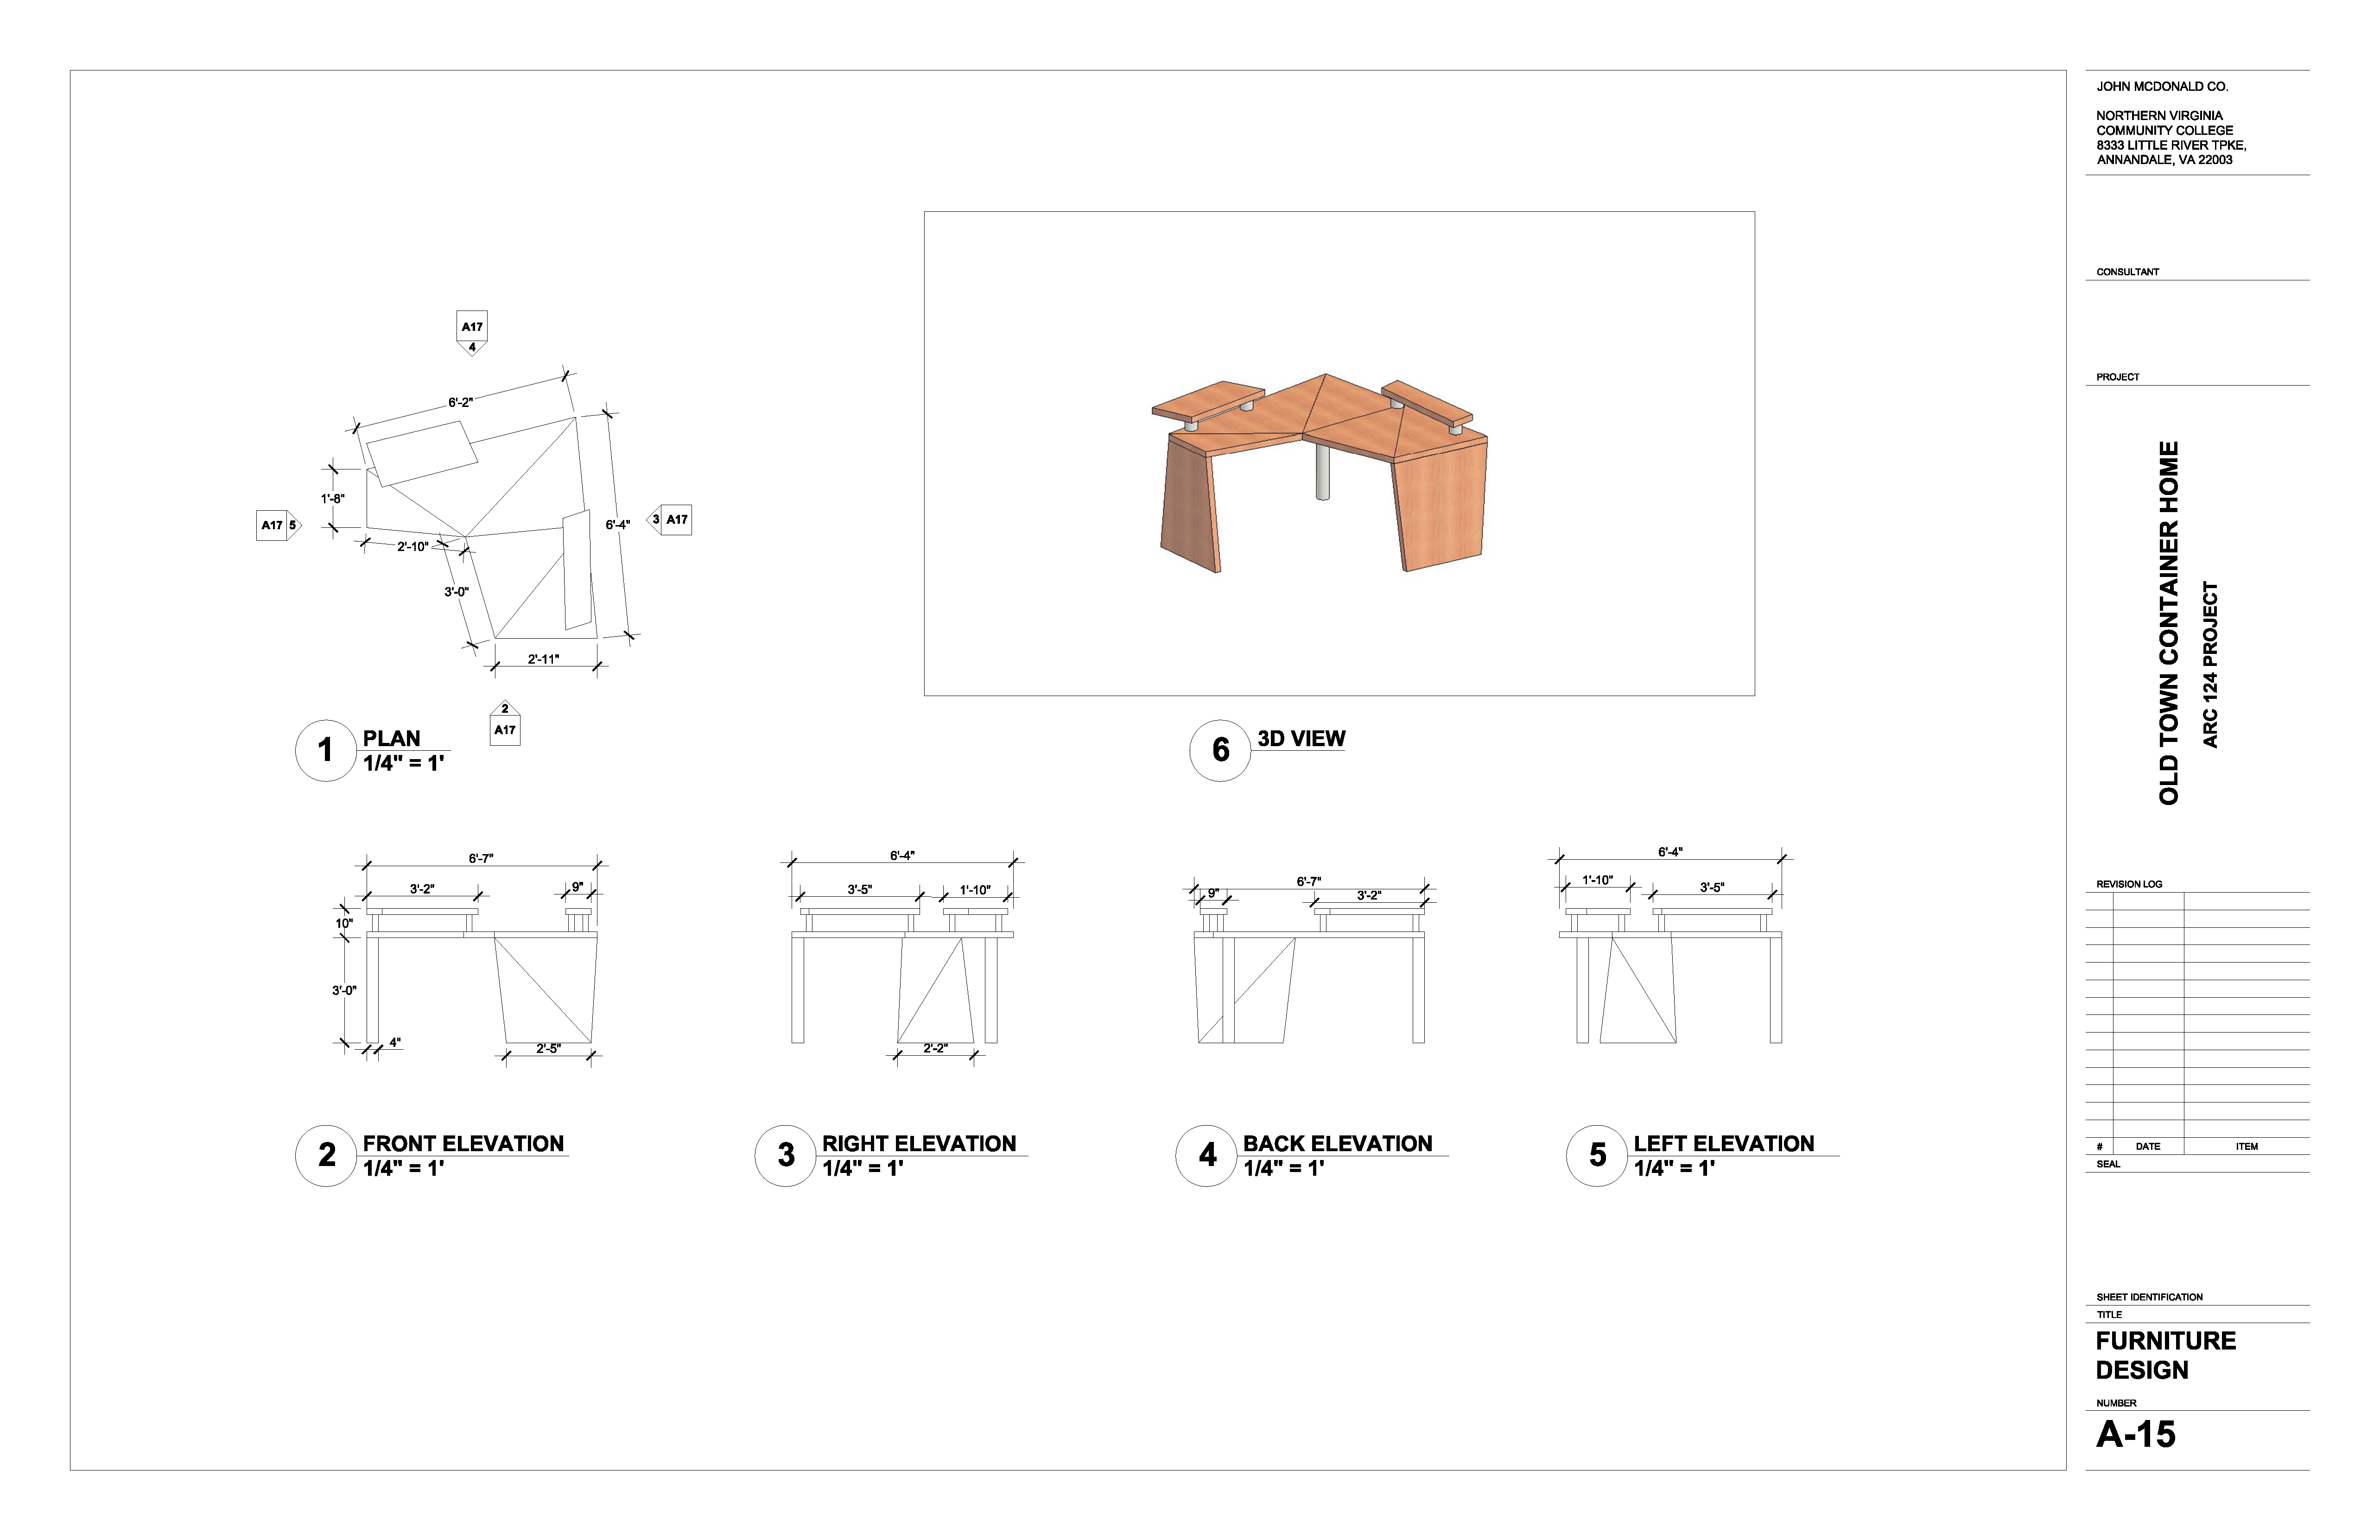 JOHN MCDONALD CO.
NORTHERN VIRGINIA
COMMUNITY COLLEGE
8333 LITTLE RIVER TPKE,
ANNANDALE, VA 22003
CONSULTANT
PROJECT
OLD TOWN CONTAINER HOME
ARC 124 PROJECT
REVISION LOG
# DATE ITEM
SEAL
SHEET IDENTIFICATION
TITLE
FURNITURE
DESIGN
NUMBER
A-15
A17
4
6'-2"
1'-8"
A17 5
2'-10"
6'-4"
3 A17
3'-0"
2'-11"
2
A17
1 PLAN
1/4" = 1'
6 3D VIEW
6'-7"
3'-2"
9"
10"
3'-0"
4"
2'-5"
2 FRONT ELEVATION
1/4" = 1'
6'-4"
3'-5"
1'-10"
2'-2"
3 RIGHT ELEVATION
1/4" = 1'
6'-7"
9"
3'-2"
4 BACK ELEVATION
1/4" = 1'
6'-4"
1'-10"
3'-5"
5 LEFT ELEVATION
1/4" = 1'